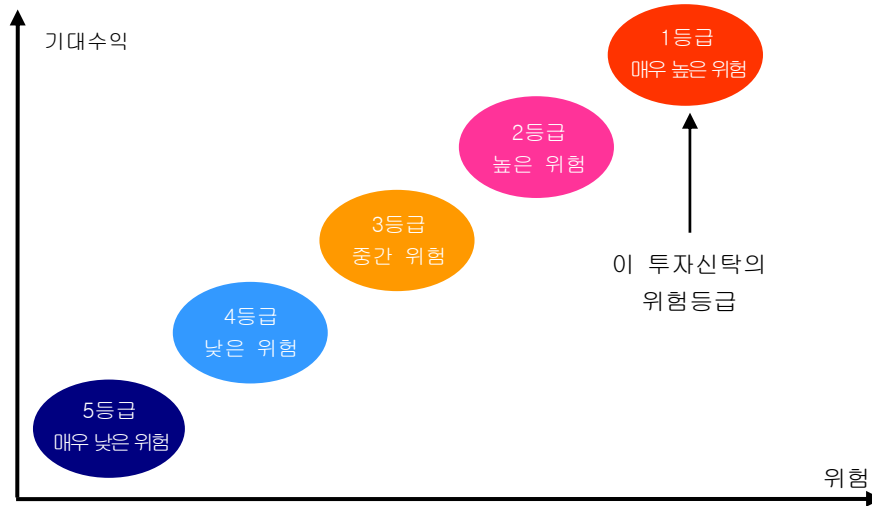 기대수익
1등급
매우 높은 위험
2등급
높은 위험
3등급
중간 위험
이 투자신탁의
위험등급
4등급
낮은 위험
5등급
매우 낮은 위험
위험